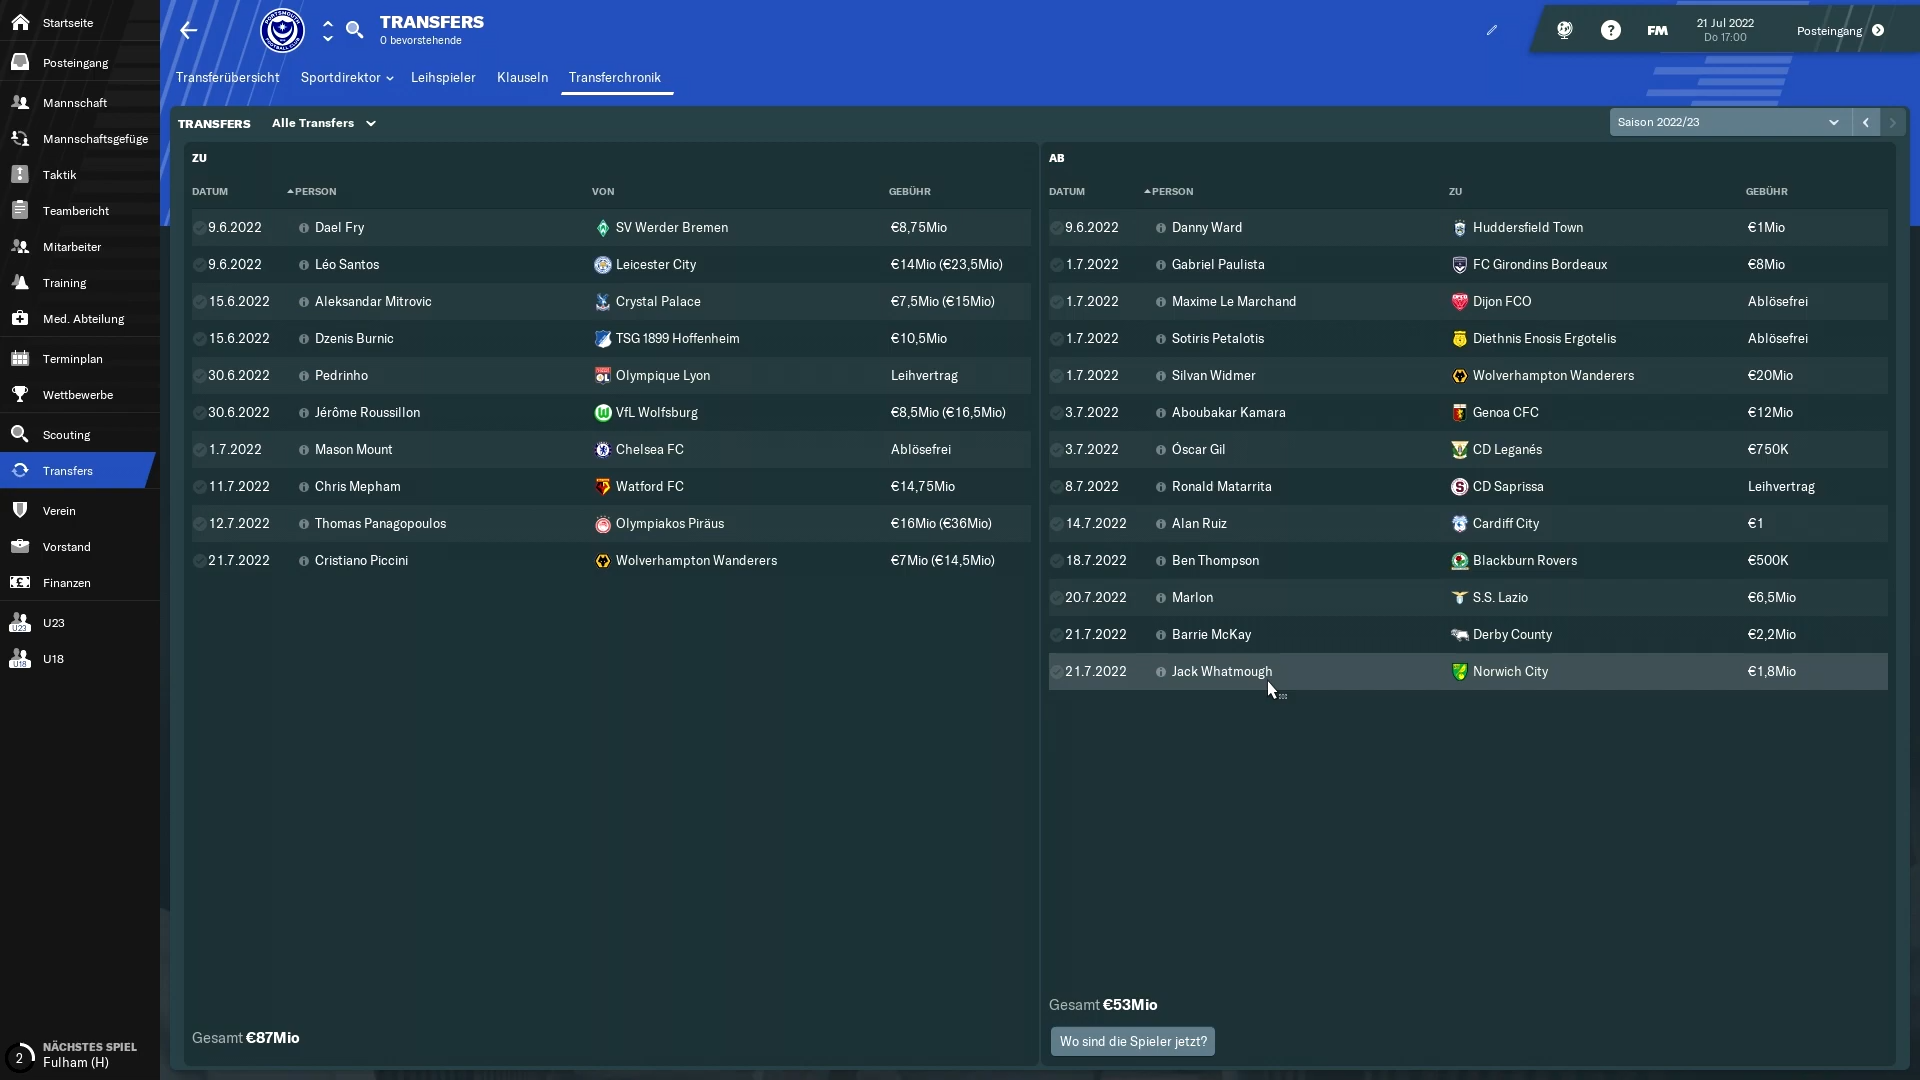 Startseite
Posteingang
Mannschaft
Mannschaftsgefüge
Taktik
Teambericht
Mitarbeiter
Training
Med. Abteilung
Terminplan
Wettbewerbe
Scouting
Transfers
Verein
Vorstand
Finanzen
U23 U23
U18 U18
2 NÄCHSTES SPIEL
Fulham (H)
TRANSFERS
0 bevorstehende
? FM 21 Jul 2022 Posteingang
Do 17:00
Transferübersicht Sportdirektor Leihspieler Klauseln Transferchronik
TRANSFERS Alle Transfers Saison 2022/23
ZU
DATUM PERSON VON GEBÜHR
9.6.2022 Dael Fry SV Werder Bremen €8,75Mio
9.6.2022 Léo Santos Leicester City €14Mio (€23,5Mio)
15.6.2022 Aleksandar Mitrovic Crystal Palace €7,5Mio (€15Mio)
15.6.2022 Dzenis Burnic TSG 1899 Hoffenheim €10,5Mio
30.6.2022 Pedrinho Olympique Lyon Leihvertrag
30.6.2022 Jérôme Roussillon VfL Wolfsburg €8,5Mio (€16,5Mio)
1.7.2022 Mason Mount Chelsea FC Ablösefrei
11.7.2022 Chris Mepham Watford FC €14,75Mio
12.7.2022 Thomas Panagopoulos Olympiakos Piräus €16Mio (€36Mio)
21.7.2022 Cristiano Piccini Wolverhampton Wanderers €7Mio (€14,5Mio)
Gesamt €87Mio
AB
DATUM PERSON ZU GEBÜHR
9.6.2022 Danny Ward Huddersfield Town €1Mio
1.7.2022 Gabriel Paulista FC Girondins Bordeaux €8Mio
1.7.2022 Maxime Le Marchand Dijon FCO Ablösefrei
1.7.2022 Sotiris Petalotis Diethnis Enosis Ergotelis Ablösefrei
1.7.2022 Silvan Widmer Wolverhampton Wanderers €20Mio
3.7.2022 Aboubakar Kamara Genoa CFC €12Mio
3.7.2022 Óscar Gil CD Leganés €750K
8.7.2022 Ronald Matarrita CD Saprissa Leihvertrag
14.7.2022 Alan Ruiz Cardiff City €1
18.7.2022 Ben Thompson Blackburn Rovers €500K
20.7.2022 Marlon S.S. Lazio €6,5Mio
21.7.2022 Barrie McKay Derby County €2,2Mio
21.7.2022 Jack Whatmough Norwich City €1,8Mio
Gesamt €53Mio
Wo sind die Spieler jetzt?